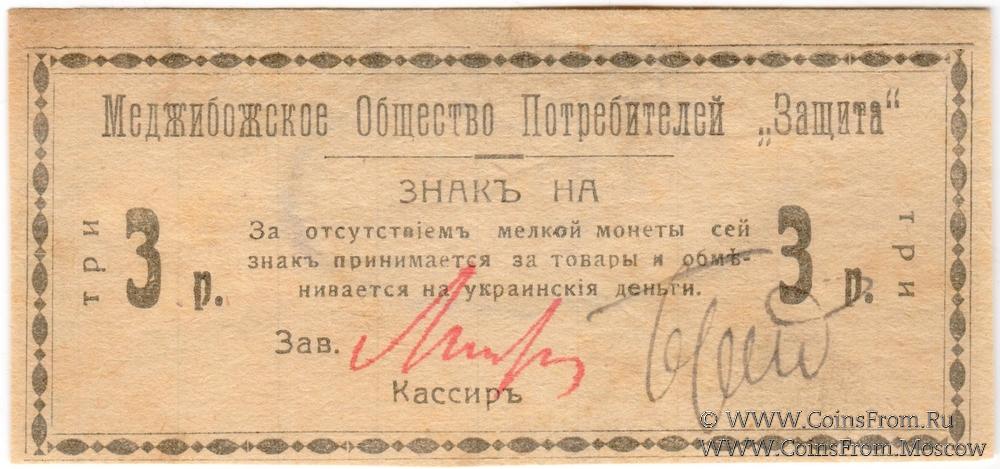 Меджибожское Общество Потребителей „Защита“
ЗНАКЪ НА
три
3 р.
За отсутствіемъ мелкой монеты сей
знак принимается за товары и обмѣ-
нивается на украинскія деньги.
3 р.
три
Зав.
Кассиръ
© WWW.CoinsFrom.Ru
WWW.CoinsFrom.Moscow